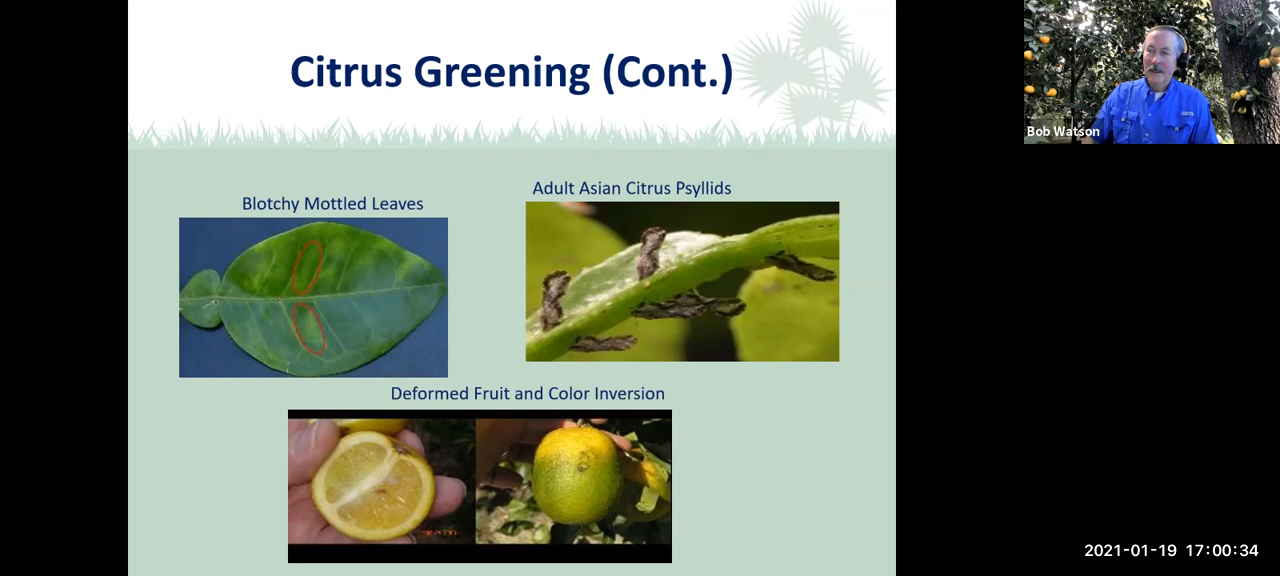 Citrus Greening (Cont.)
Bob Watson
Adult Asian Citrus Psyllids
Blotchy Mottled Leaves
Deformed Fruit and Color Inversion
2021-01-19 17:00:34